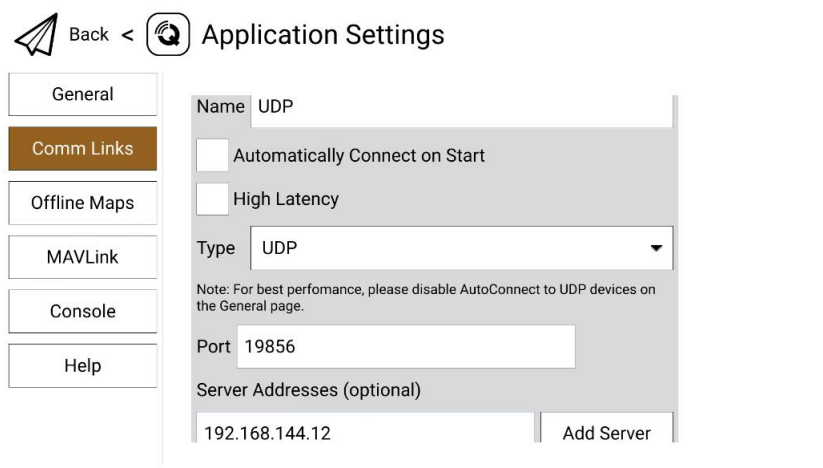 Back < Application Settings
General
Comm Links
Offline Maps
MAVLink
Console
Help
Name UDP
Automatically Connect on Start
High Latency
Type UDP
Note: For best perfomance, please disable AutoConnect to UDP devices on
the General page.
Port 19856
Server Addresses (optional)
192.168.144.12 Add Server